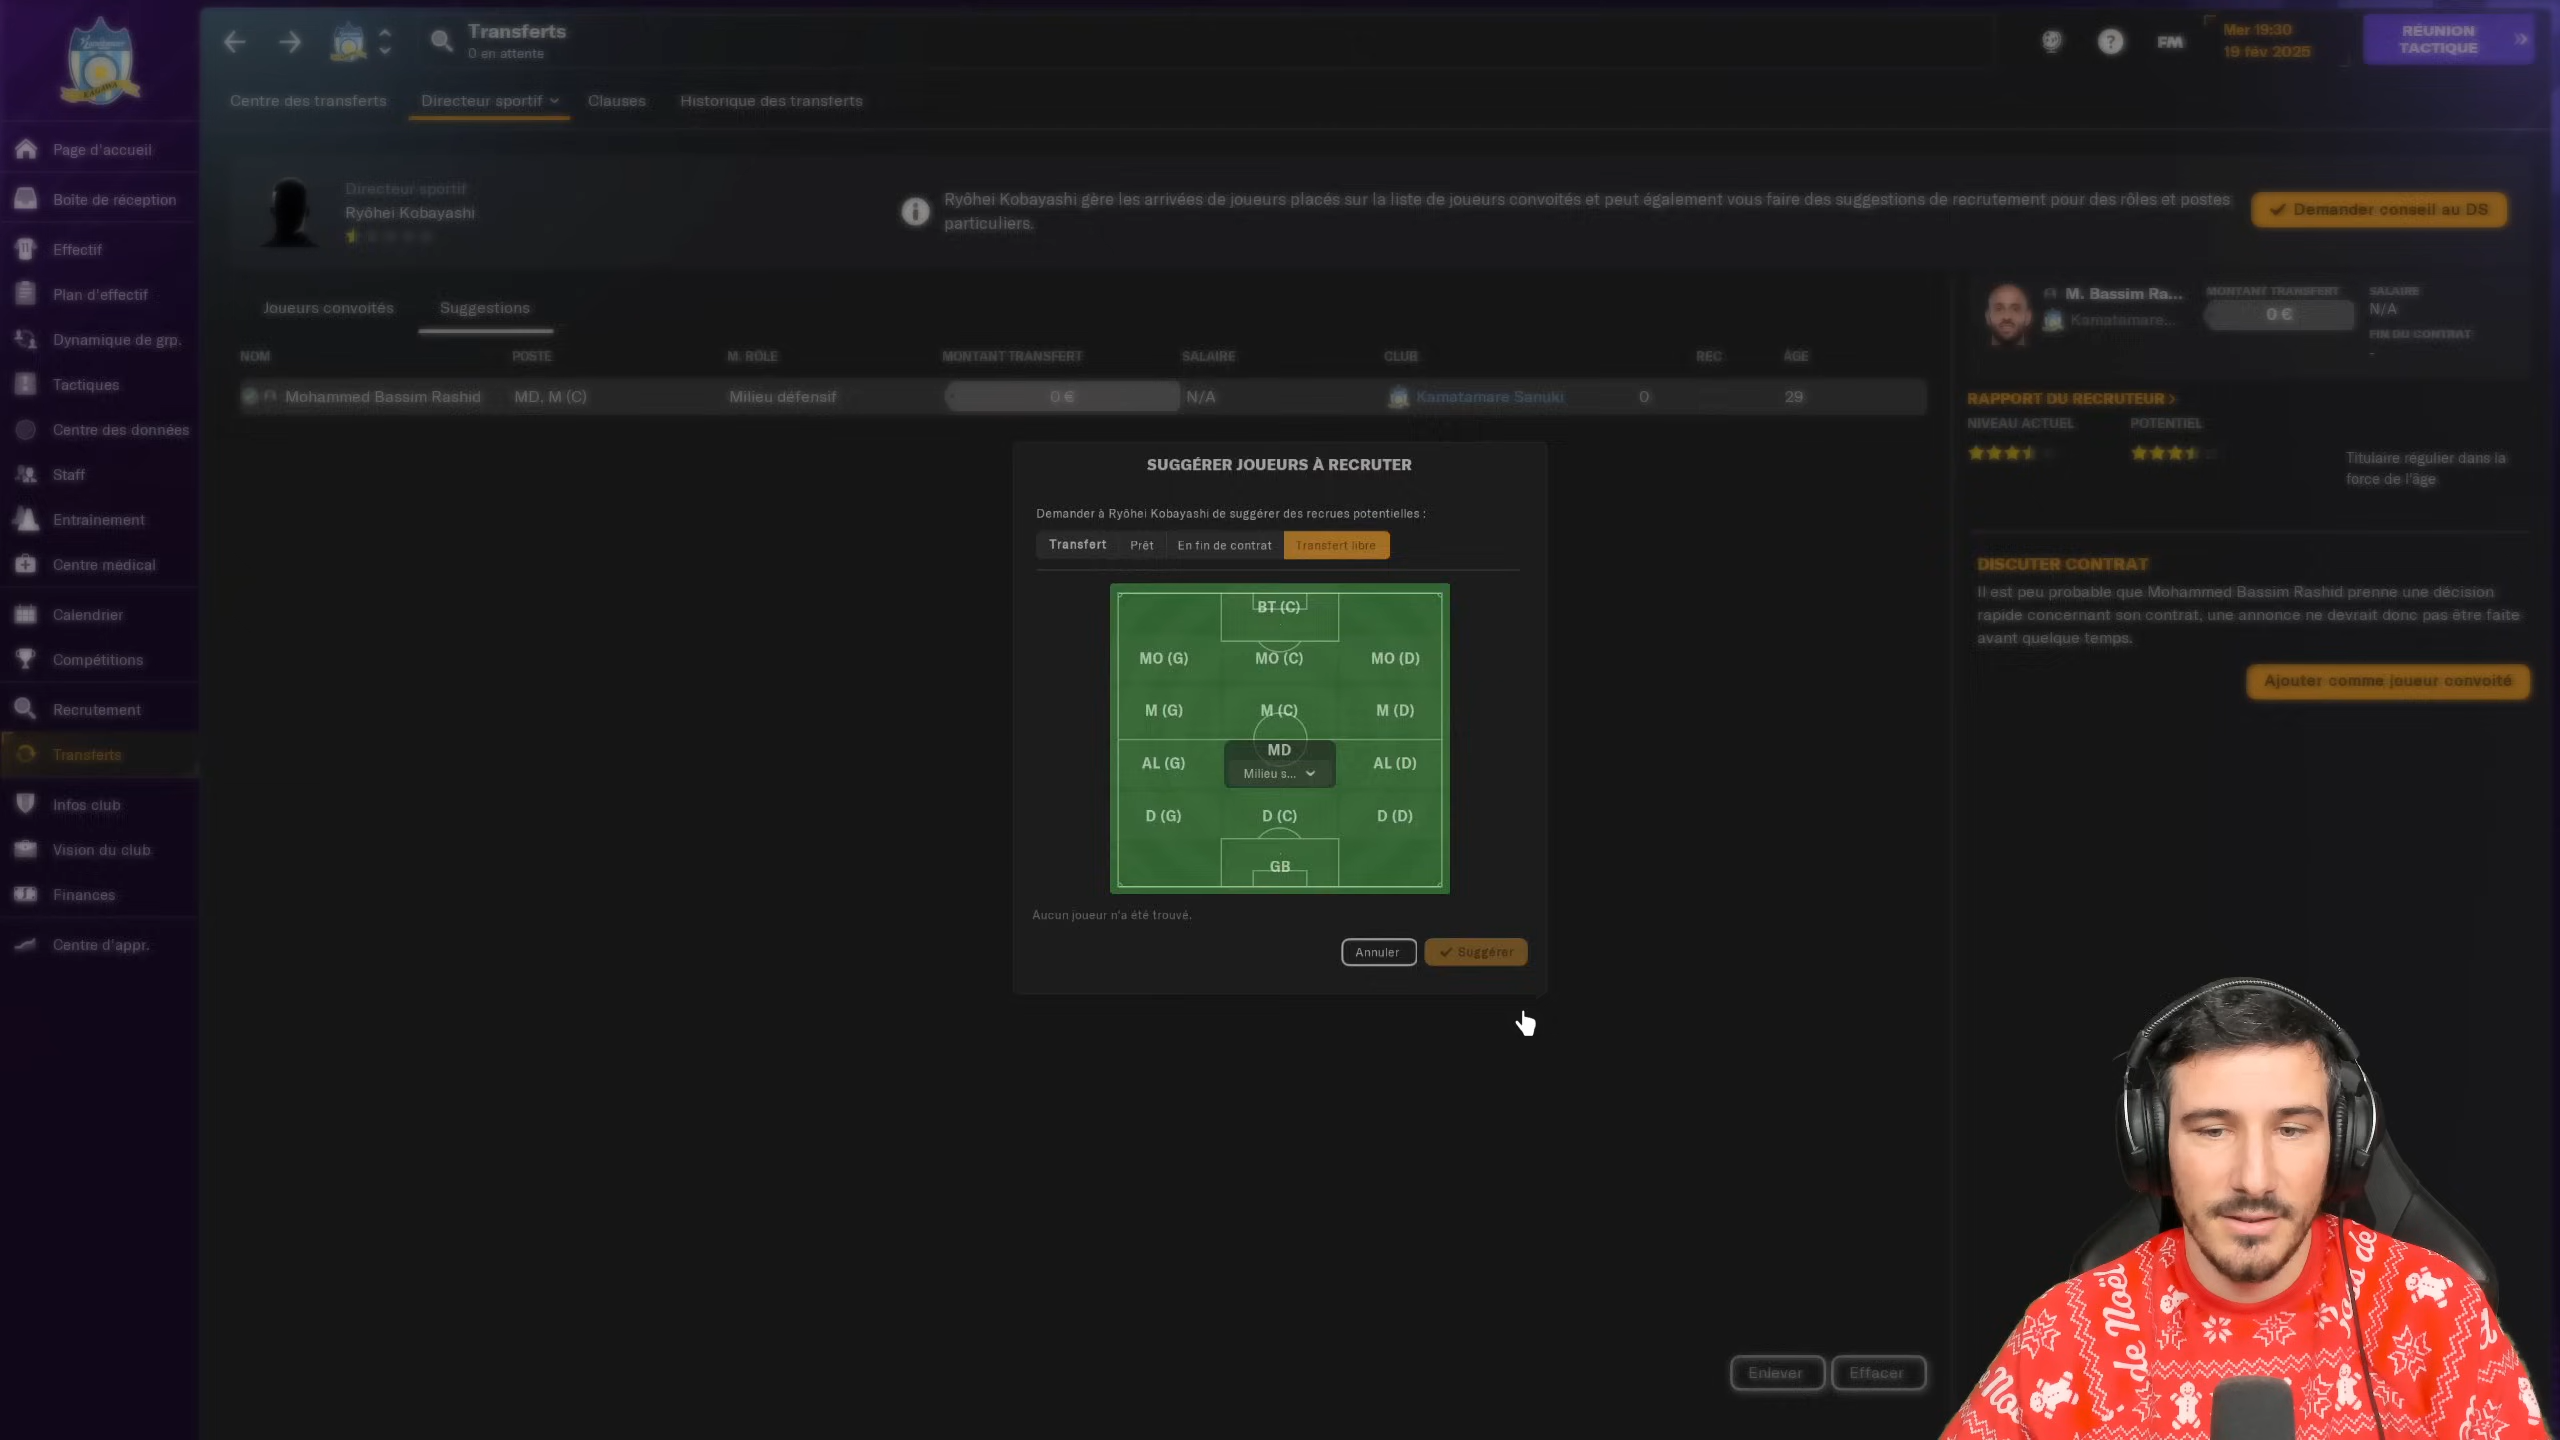 Transferts
0 en attente
FM
Mer 19:30
19 fév 2025
RÉUNION
TACTIQUE
KAGAWA
Centre des transferts
Directeur sportif
Clauses
Historique des transferts
Page d'accueil
Boîte de réception
Effectif
Plan d'effectif
Dynamique de grp.
Tactiques
Centre des données
Staff
Entraînement
Centre médical
Calendrier
Compétitions
Recrutement
Transferts
Infos club
Vision du club
Finances
Centre d'appr.
Directeur sportif
Ryôhei Kobayashi
Ryôhei Kobayashi gère les arrivées de joueurs placés sur la liste de joueurs convoités et peut également vous faire des suggestions de recrutement pour des rôles et postes
particuliers.
Demander conseil au DS
Joueurs convoités
Suggestions
NOM POSTE M. RÔLE MONTANT TRANSFERT SALAIRE CLUB REC ÂGE
Mohammed Bassim Rashid MD, M (C) Milieu défensif 0 € N/A Kamatamare Sanuki 0 29
M. Bassim Ra...
Kamatamare...
MONTANT TRANSFERT
0 €
SALAIRE
N/A
FIN DU CONTRAT
-
RAPPORT DU RECRUTEUR >
NIVEAU ACTUEL
POTENTIEL
Titulaire régulier dans la
force de l'âge
DISCUTER CONTRAT
Il est peu probable que Mohammed Bassim Rashid prenne une décision
rapide concernant son contrat, une annonce ne devrait donc pas être faite
avant quelque temps.
Ajouter comme joueur convoité
SUGGÉRER JOUEURS À RECRUTER
Demander à Ryôhei Kobayashi de suggérer des recrues potentielles :
Transfert Prêt En fin de contrat Transfert libre
BT (C)
MO (G) MO (C) MO (D)
M (G) M (C) M (D)
MD
AL (G) AL (D)
Milieu s...
D (G) D (C) D (D)
GB
Aucun joueur n'a été trouvé.
Annuler
Suggérer
Enlever
Effacer
de Noël